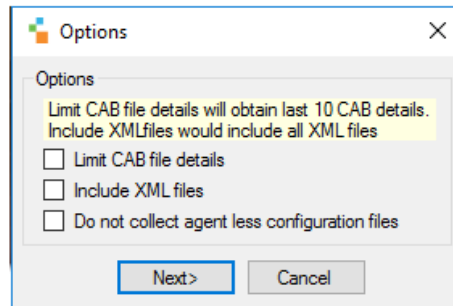 Options
Options
Limit CAB file details will obtain last 10 CAB details.
Include XMLfiles would include all XML files
Limit CAB file details
Include XML files
Do not collect agent less configuration files
Next>
Cancel